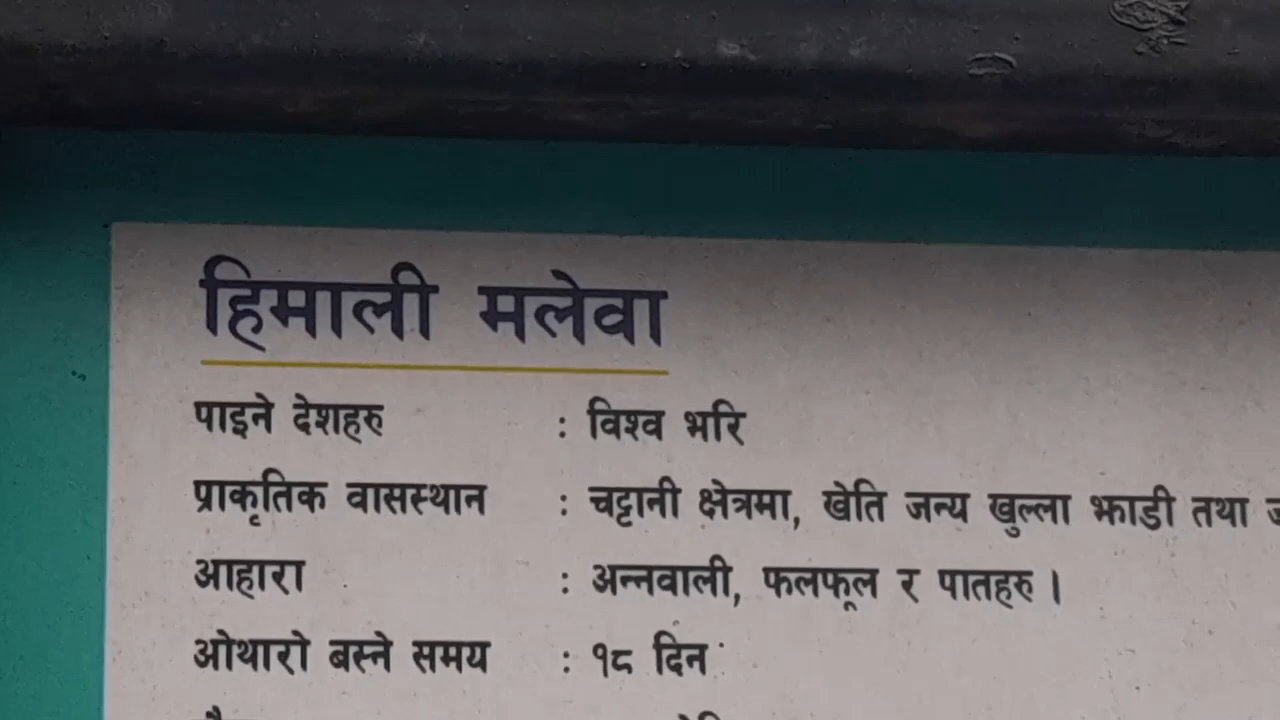 हिमाली मलेवा
पाइने देशहरु : विश्व भरि
प्राकृतिक वासस्थान : चट्टानी क्षेत्रमा, खेति जन्य खुल्ला झाडी तथा
आहारा : अन्नवाली, फलफूल र पातहरु ।
ओथारो बस्ने समय : १८ दिन